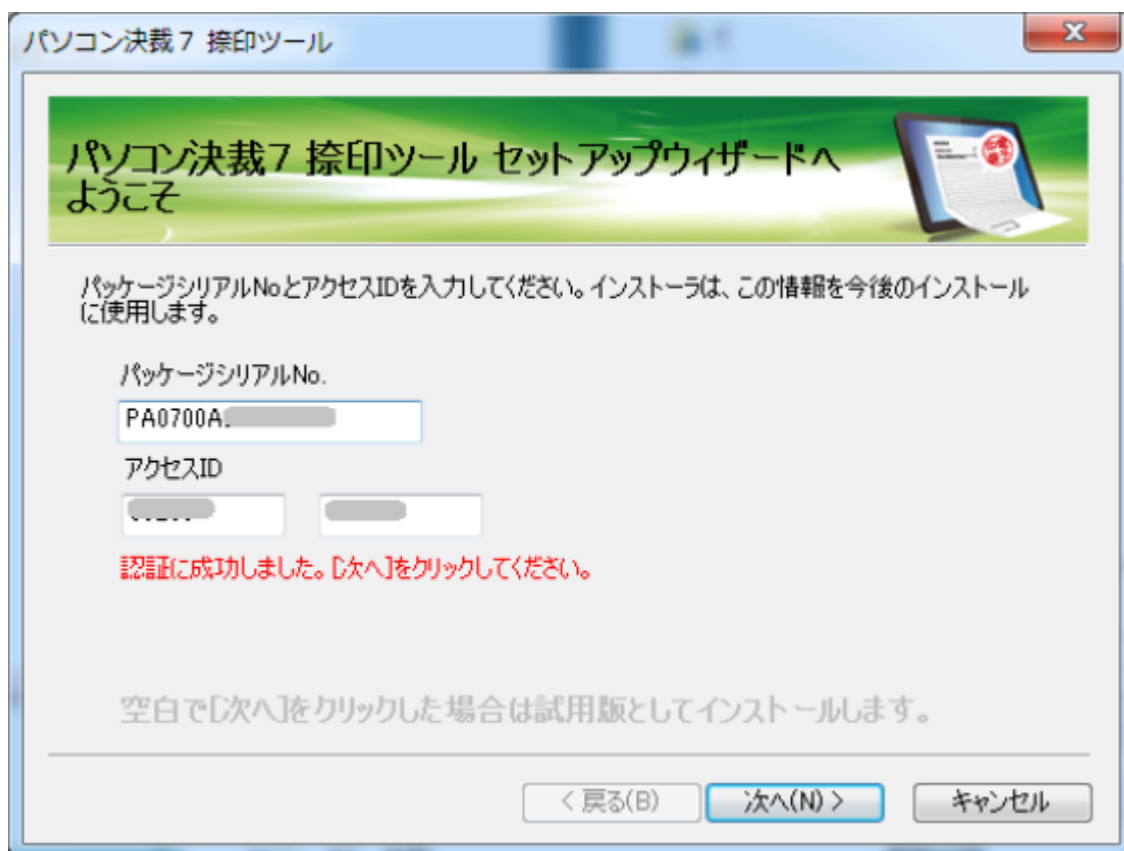 パソコン決裁7 捺印ツール
パソコン決裁7 捺印ツール セットアップウィザードへ
ようこそ
パッケージシリアルNoとアクセスIDを入力してください。インストーラは、この情報を今後のインストール
に使用します。
パッケージシリアルNo.
PA0700A
アクセスID
認証に成功しました。[次へ]をクリックしてください。
空白で[次へ]をクリックした場合は試用版としてインストールします。
< 戻る(B)
次へ(N) >
キャンセル